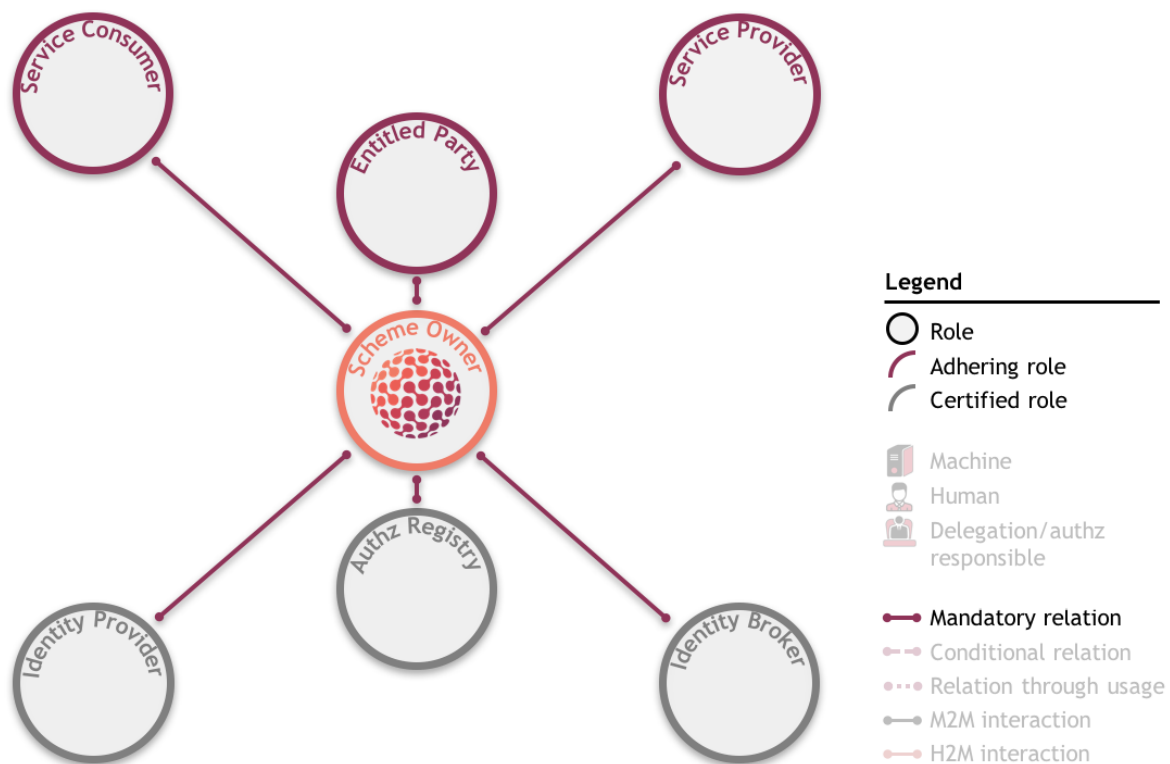 Service Consumer
Service Provider
Entitled Party
Scheme Owner
Authz Registry
Identity Provider
Identity Broker
Legend
Role
Adhering role
Certified role
Machine
Human
Delegation/authz
responsible
Mandatory relation
Conditional relation
Relation through usage
M2M interaction
H2M interaction